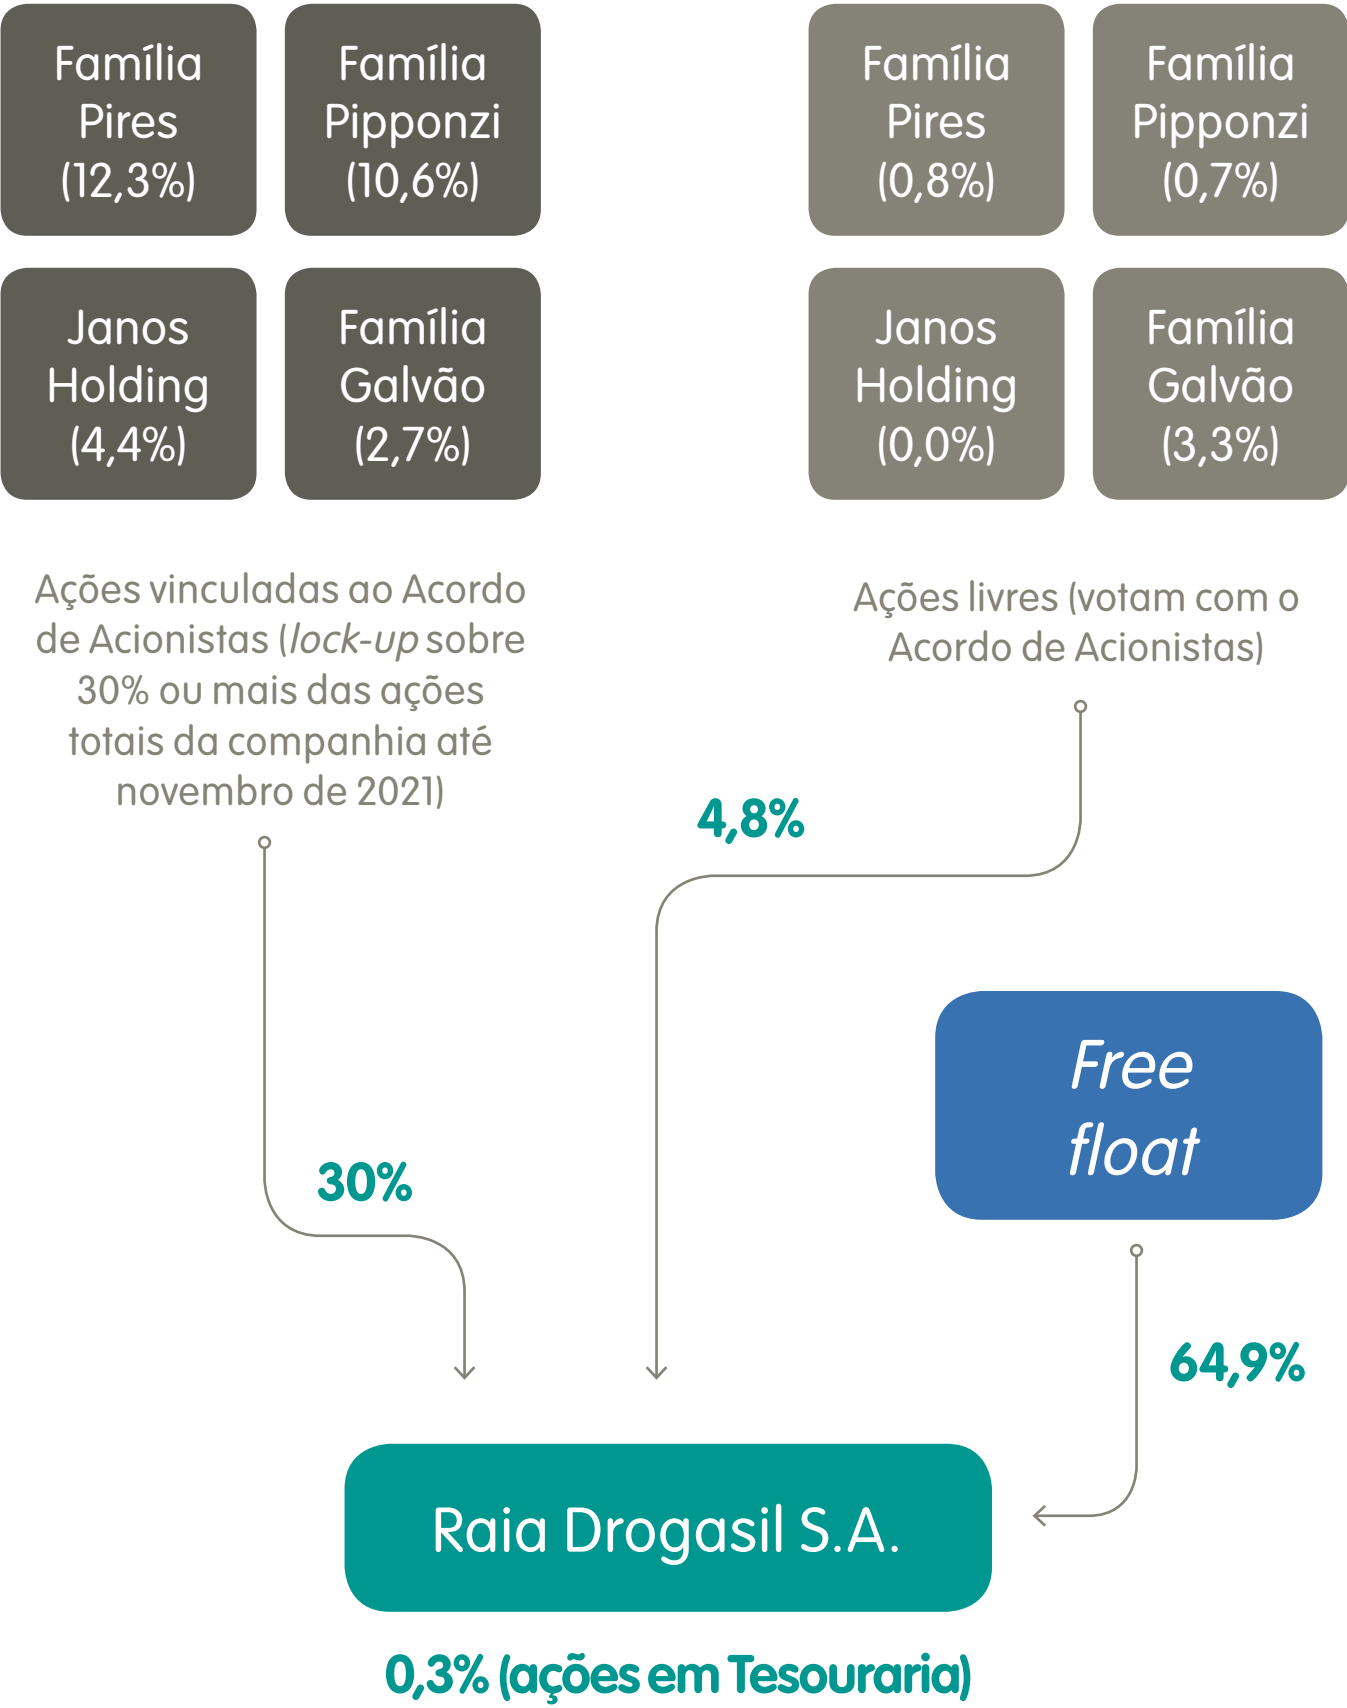 Família
Pires
(12,3%)
Família
Pipponzi
(10,6%)
Família
Pires
(0,8%)
Família
Pipponzi
(0,7%)
Janos
Holding
(4,4%)
Família
Galvão
(2,7%)
Janos
Holding
(0,0%)
Família
Galvão
(3,3%)
Ações vinculadas ao Acordo
de Acionistas (lock-up sobre
30% ou mais das ações
totais da companhia até
novembro de 2021)
Ações livres (votam com o
Acordo de Acionistas)
4,8%
Free
float
30%
64,9%
Raia Drogasil S.A.
0,3% (ações em Tesouraria)